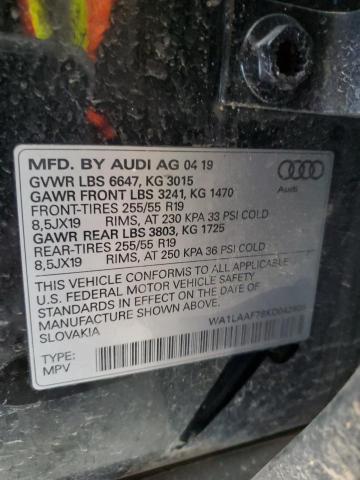 MFD. BY AUDI AG 04 19
GVWR LBS 6647, KG 3015
GAWR FRONT LBS 3241, KG 1470
FRONT-TIRES 255/55 R19
8,5JX19 RIMS, AT 230 KPA 33 PSI COLD
GAWR REAR LBS 3803, KG 1725
REAR-TIRES 255/55 R19
8,5JX19 RIMS, AT 250 KPA 36 PSI COLD
THIS VEHICLE CONFORMS TO ALL APPLICABLE
U.S. FEDERAL MOTOR VEHICLE SAFETY
STANDARDS IN EFFECT ON THE DATE OF
MANUFACTURE SHOWN ABOVE.
SLOVAKIA
TYPE:
MPV
Audi